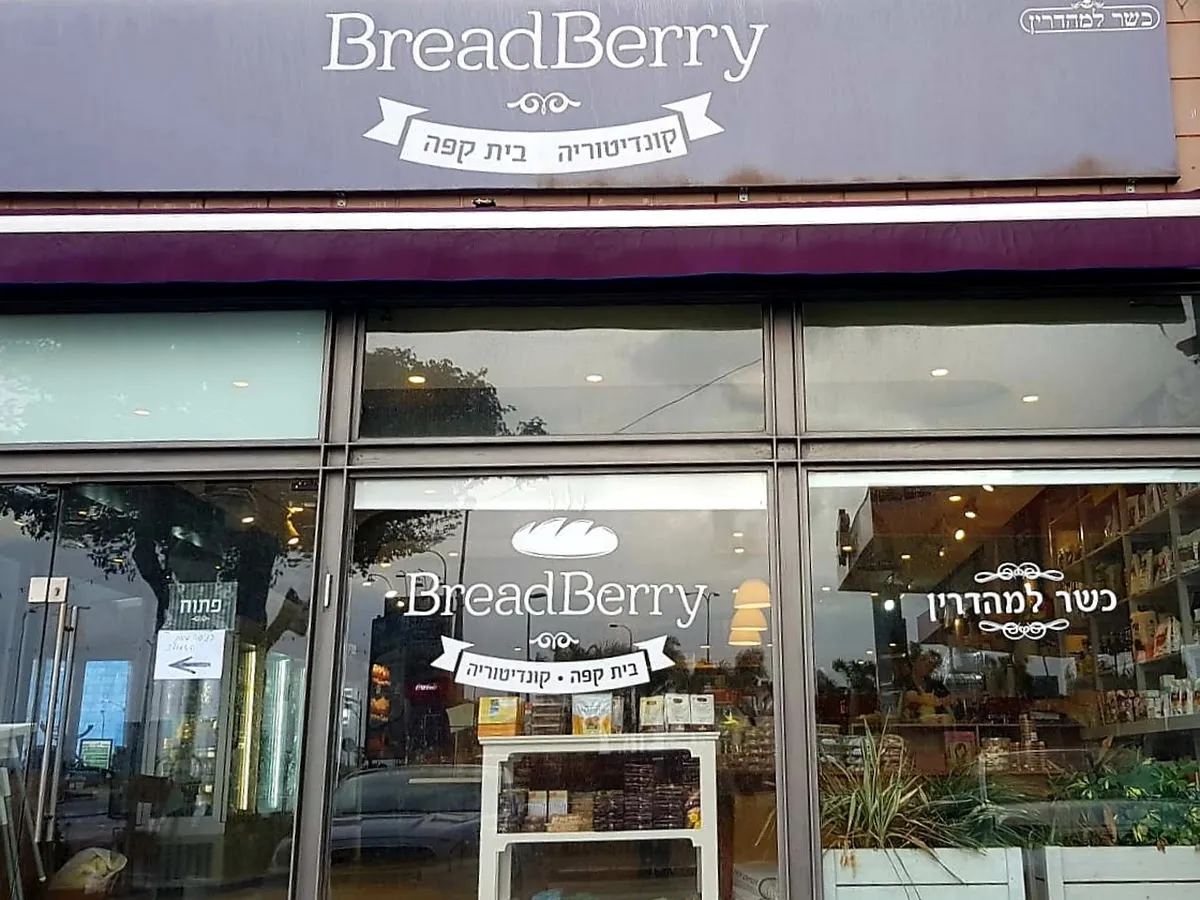 BreadBerry
כשר למהדרין
קונדיטוריה בית קפה
פתוח
BreadBerry
בית קפה • קונדיטוריה
כשר למהדרין